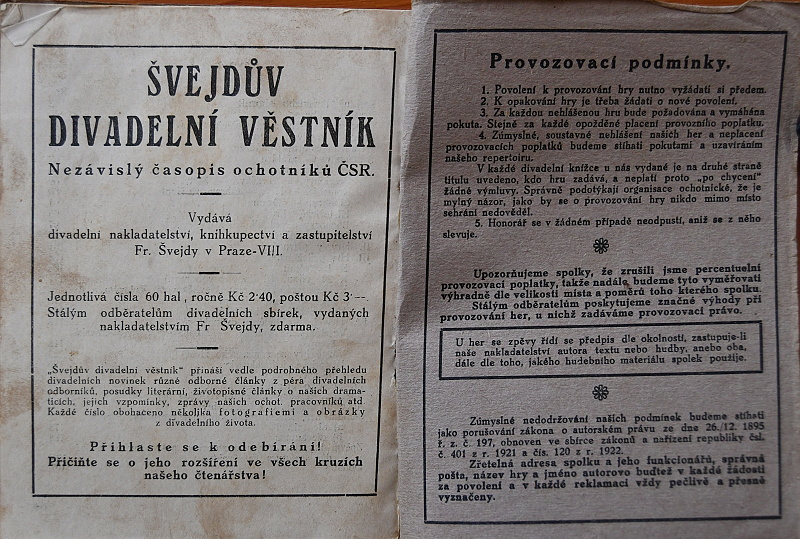 ŠVEJDŮV
DIVADELNÍ VĚSTNÍK
Nezávislý časopis ochotníků ČSR.
Vydává
divadelní nakladatelství, knihkupectví a zastupitelství
Fr. Švejdy v Praze-VIII.
Jednotlivá čísla 60 hal, ročně Kč 2·40, poštou Kč 3—
Stálým odběratelům divadelních sbírek, vydaných
nakladatelstvím Fr Švejdy, zdarma.
„Švejdův divadelní věstník" přináší vedle podrobného přehledu
divadelních novinek různé odborné články z péra divadelních
odborníků, posudky literární, životopisné články o našich drama-
ticích, jejich vzpomínky, zprávy našich ochot. pracovníků atd
Každé číslo obohaceno několika fotografiemi a obrázky
z divadelního života.
Přihlaste se k odebírání!
Přičiňte se o jeho rozšíření ve všech kruzích
našeho čtenářstva!
Provozovací podmínky.
1. Povolení k provozování hry nutno vyžádati si předem.
2. K opakování hry je třeba žádati o nové povolení.
3. Za každou nehlášenou hru bude požadována a vymáhána
pokuta. Stejně za každé opožděné placení provozního poplatku.
4. Zúmyslné, soustavné nehlášení našich her a neplacení
provozovacích poplatků budeme stíhati pokutami a uzavíráním
našeho repertoiru.
V každé divadelní knížce u nás vydané je na druhé straně
titulu uvedeno, kdo hru zadává, a neplatí proto „po chycení"
žádné výmluvy. Správně podotýkají organisace ochotnické, že je
mylný názor, jako by se o provozování hry nikdo mimo místo
sehrání nedověděl.
5. Honorář se v žádném případě neodpustí, aniž se z něho
slevuje.
Upozorňujeme spolky, že zrušili jsme percentuelní
provozovací poplatky, takže nadále budeme tyto vyměřovati
výhradně dle velikosti místa a poměrů toho kterého spolku.
Stálým odběratelům poskytujeme značné výhody při
provozování her, u nichž zadáváme provozovací právo.
U her se zpěvy řídí se předpis dle okolností, zastupuje-li
naše nakladatelství autora textu nebo hudby, anebo oba,
dále dle toho, jakého hudebního materiálu spolek použije.
Zúmyslné nedodržování našich podmínek budeme stíhati
jako porušování zákona o autorském právu ze dne 26./12. 1895
ř. z. č. 197, obnoven ve sbírce zákonů a nařízení republiky čsl.
č. 401 z r. 1921 a čís. 120 z r. 1922.
Zřetelná adresa spolku a jeho funkcionářů, správná
pošta, název hry a jméno autorovo buďtež v každé žádosti
za povolení a v každé reklamaci vždy pečlivě a přesně
vyznačeny.